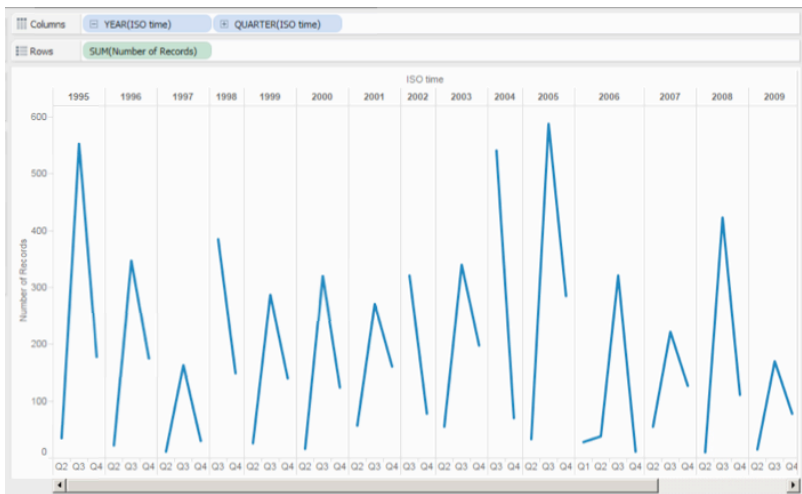 Columns YEAR(ISO time) QUARTER(ISO time)
Rows SUM(Number of Records)
ISO time
1995 1996 1997 1998 1999 2000 2001 2002 2003 2004 2005 2006 2007 2008 2009
600
500
400
300
200
100
0
Number of Records
Q2 Q3 Q4 Q2 Q3 Q4 Q2 Q3 Q4 Q3 Q4 Q2 Q3 Q4 Q2 Q3 Q4 Q2 Q3 Q4 Q3 Q4 Q2 Q3 Q4 Q3 Q4 Q2 Q3 Q4 Q1 Q2 Q3 Q4 Q2 Q3 Q4 Q2 Q3 Q4 Q2 Q3 Q4